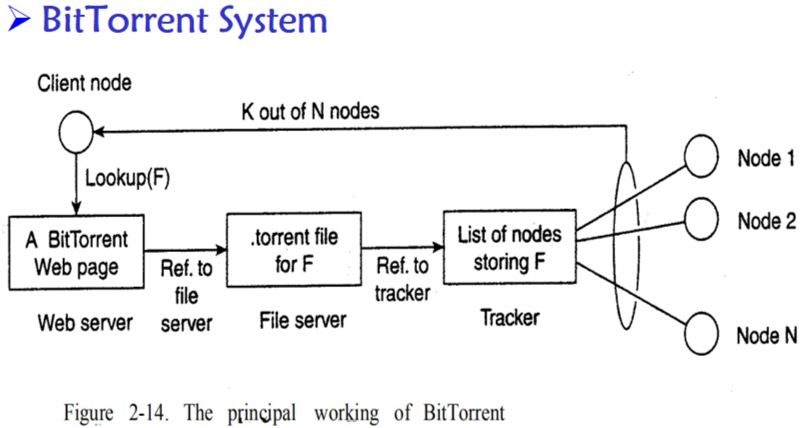 BitTorrent System
Client node
K out of N nodes
Lookup(F)
Node 1
Node 2
Node N
A BitTorrent
Web page
Ref. to
file
server
.torrent file
for F
Ref. to
tracker
List of nodes
storing F
Web server
File server
Tracker
Figure 2-14. The principal working of BitTorrent